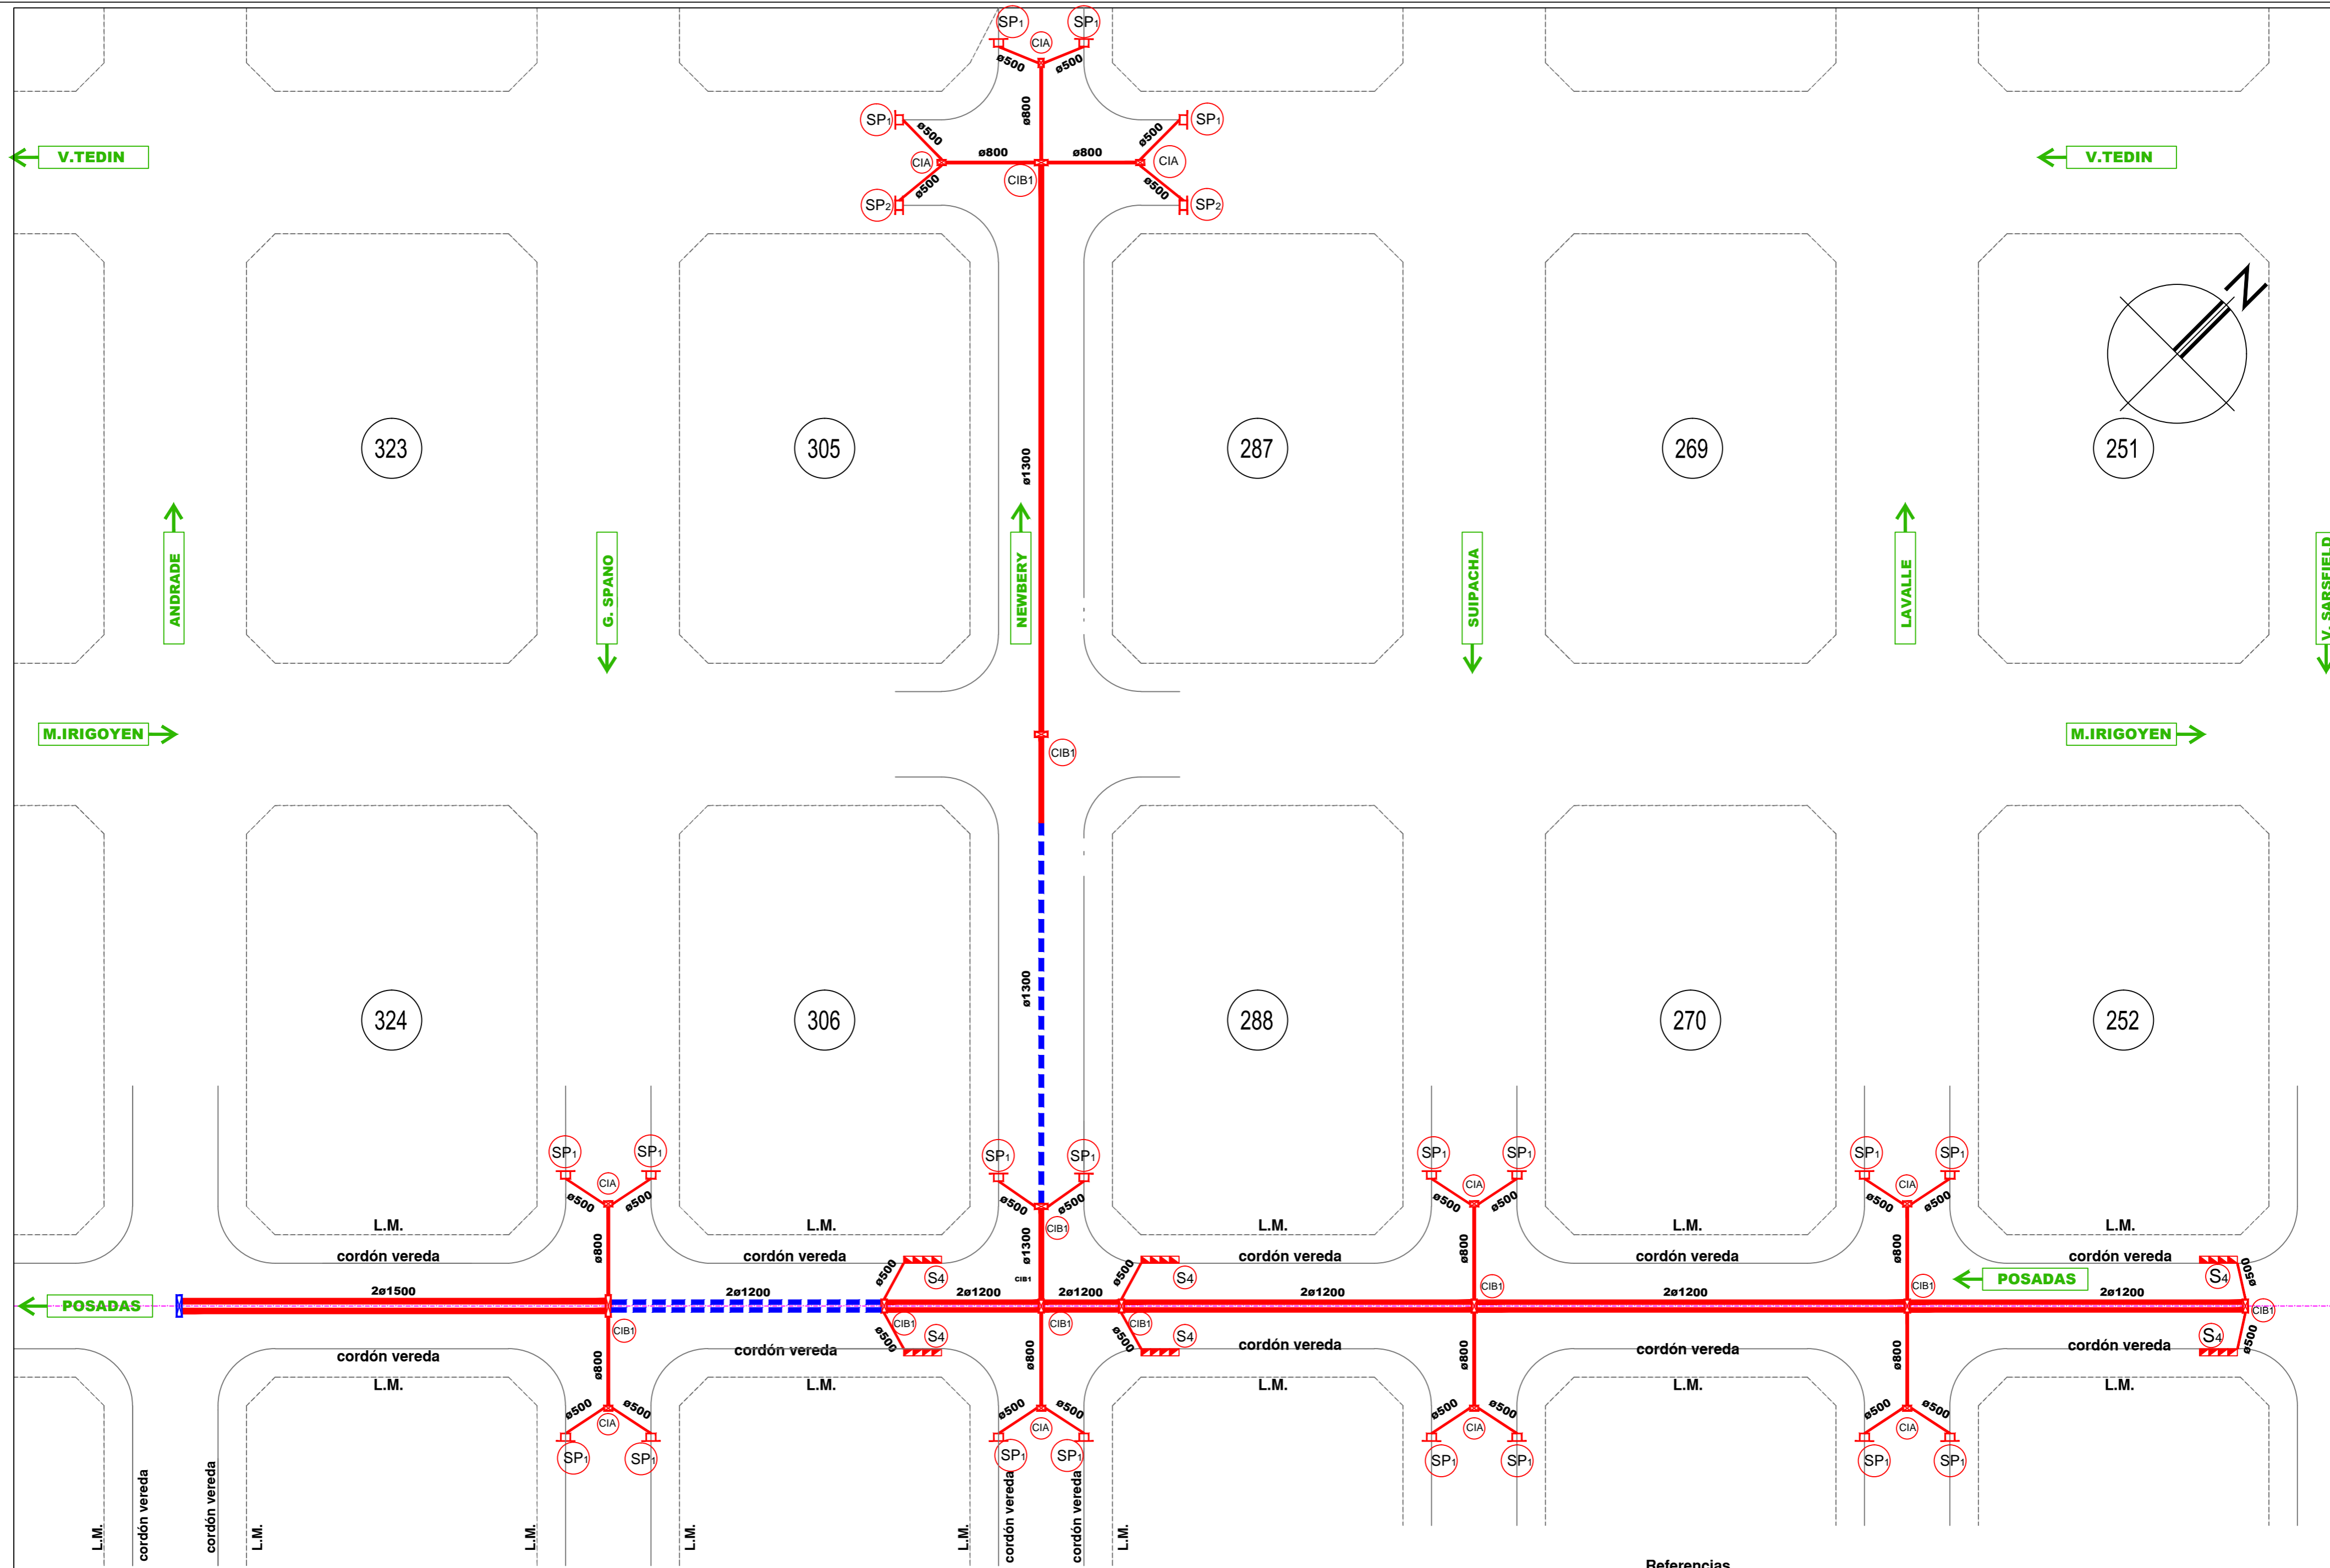 SP1
SP1
CIA
ø500
ø500
ø800
SP1
SP1
ø500
ø500
V.TEDIN
ø800
ø800
V.TEDIN
CIA
CIA
CIB1
ø500
ø500
SP2
SP2
N
323
305
ø1300
287
269
251
ANDRADE
G. SPANO
NEWBERY
SUIPACHA
LAVALLE
V. SARSFIELD
M.IRIGOYEN
M.IRIGOYEN
CIB1
ø1300
324
306
288
270
252
SP1
SP1
SP1
SP1
SP1
SP1
SP1
SP1
CIA
CIA
CIA
ø500
ø500
ø500
ø500
ø500
ø500
ø500
ø500
CIB1
L.M.
L.M.
L.M.
L.M.
L.M.
ø800
ø1300
ø800
ø800
cordón vereda
cordón vereda
cordón vereda
cordón vereda
cordón vereda
ø500
S4
ø500
S4
S4
ø500
CIB1
CIB1
CIB1
POSADAS
2ø1500
2ø1200
2ø1200
2ø1200
2ø1200
2ø1200
2ø1200
POSADAS
CIB1
CIB1
CIB1
CIB1
CIB1
ø500
S4
ø500
S4
S4
ø500
cordón vereda
cordón vereda
cordón vereda
cordón vereda
cordón vereda
ø800
ø800
ø800
ø800
L.M.
L.M.
L.M.
L.M.
L.M.
ø500
ø500
ø500
ø500
ø500
ø500
ø500
ø500
CIA
CIA
CIA
CIA
SP1
SP1
SP1
SP1
SP1
SP1
SP1
SP1
L.M.
cordón vereda
cordón vereda
L.M.
L.M.
L.M.
L.M.
cordón vereda
cordón vereda
L.M.
Referencias